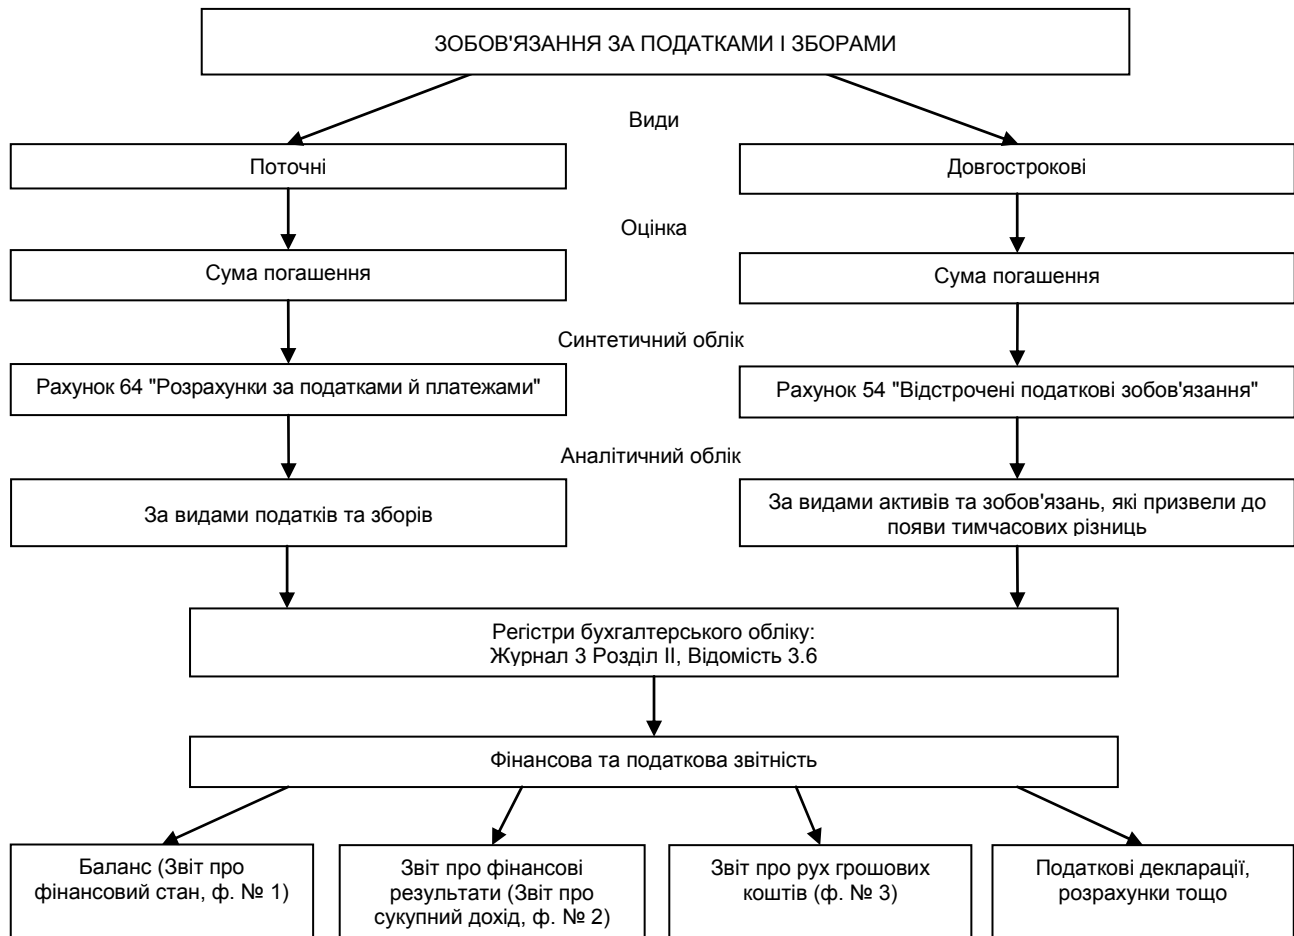 ЗОБОВ'ЯЗАННЯ ЗА ПОДАТКАМИ І ЗБОРАМИ
Види
Поточні
Довгострокові
Оцінка
Сума погашення
Сума погашення
Синтетичний облік
Рахунок 64 "Розрахунки за податками й платежами"
Рахунок 54 "Відстрочені податкові зобов'язання"
Аналітичний облік
За видами податків та зборів
За видами активів та зобов'язань, які призвели до
появи тимчасових різниць
Регістри бухгалтерського обліку:
Журнал 3 Розділ ІІ, Відомість 3.6
Фінансова та податкова звітність
Баланс (Звіт про
фінансовий стан, ф. № 1)
Звіт про фінансові
результати (Звіт про
сукупний дохід, ф. № 2)
Звіт про рух грошових
коштів (ф. № 3)
Податкові декларації,
розрахунки тощо